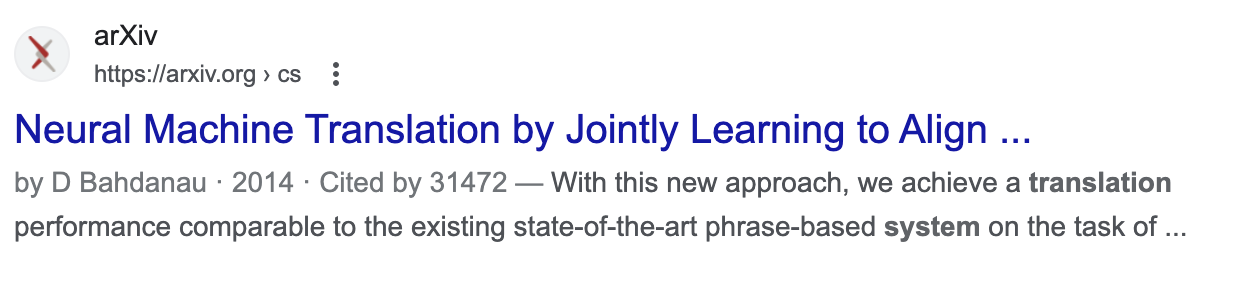 arXiv
https://arxiv.org › cs
Neural Machine Translation by Jointly Learning to Align ...
by D Bahdanau · 2014 · Cited by 31472 — With this new approach, we achieve a translation
performance comparable to the existing state-of-the-art phrase-based system on the task of ...